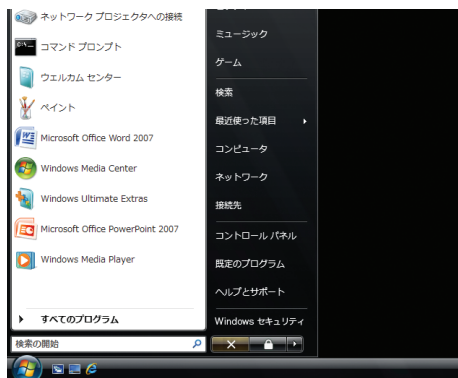 ネットワーク プロジェクタへの接続
コマンド プロンプト
ウェルカム センター
ペイント
Microsoft Office Word 2007
Windows Media Center
Windows Ultimate Extras
Microsoft Office PowerPoint 2007
Windows Media Player
すべてのプログラム
検索の開始
ミュージック
ゲーム
検索
最近使った項目
コンピュータ
ネットワーク
接続先
コントロール パネル
既定のプログラム
ヘルプとサポート
Windows セキュリティ